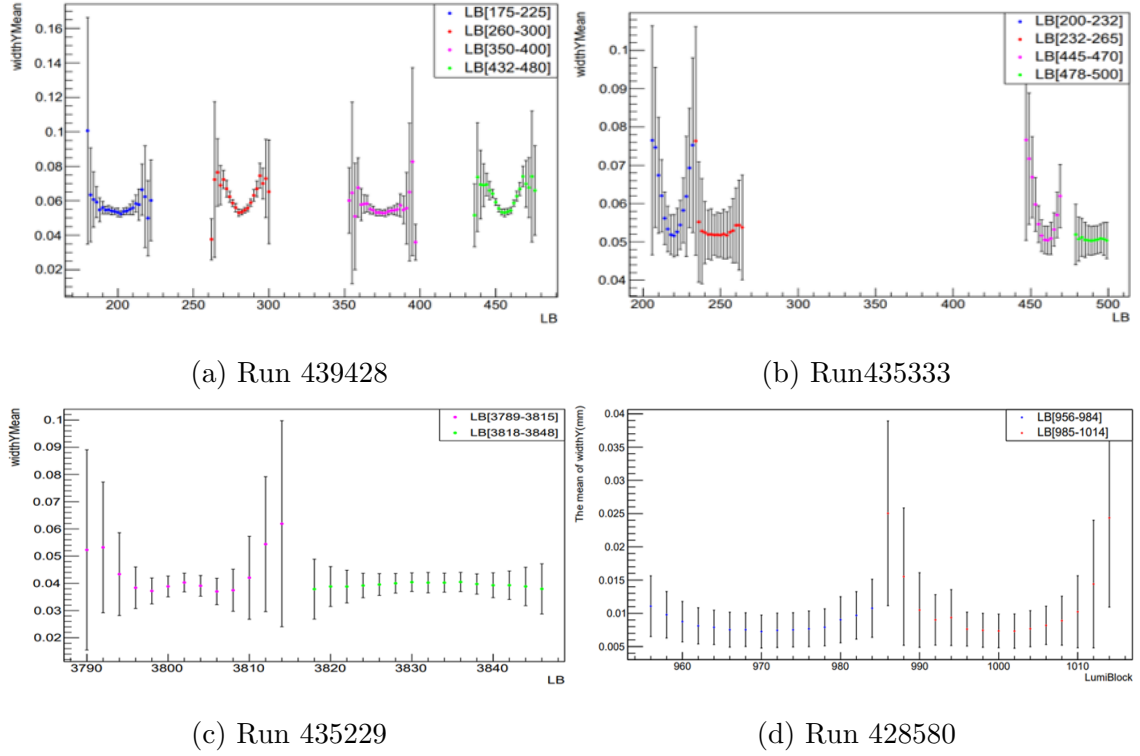 widthYMean
LB[175-225]
LB[260-300]
LB[350-400]
LB[432-480]
0.16
0.14
0.12
0.1
0.08
0.06
0.04
0.02
200 250 300 350 400 450
LB
(a) Run 439428
widthYMean
LB[200-232]
LB[232-265]
LB[445-470]
LB[478-500]
0.1
0.09
0.08
0.07
0.06
0.05
0.04
200 250 300 350 400 450 500
LB
(b) Run435333
widthYMean
LB[3789-3815]
LB[3818-3848]
0.1
0.09
0.08
0.07
0.06
0.05
0.04
0.03
0.02
3790 3800 3810 3820 3830 3840
LB
(c) Run 435229
The mean of widthY(mm)
LB[956-984]
LB[985-1014]
0.04
0.035
0.03
0.025
0.02
0.015
0.01
0.005
960 970 980 990 1000 1010
LumiBlock
(d) Run 428580